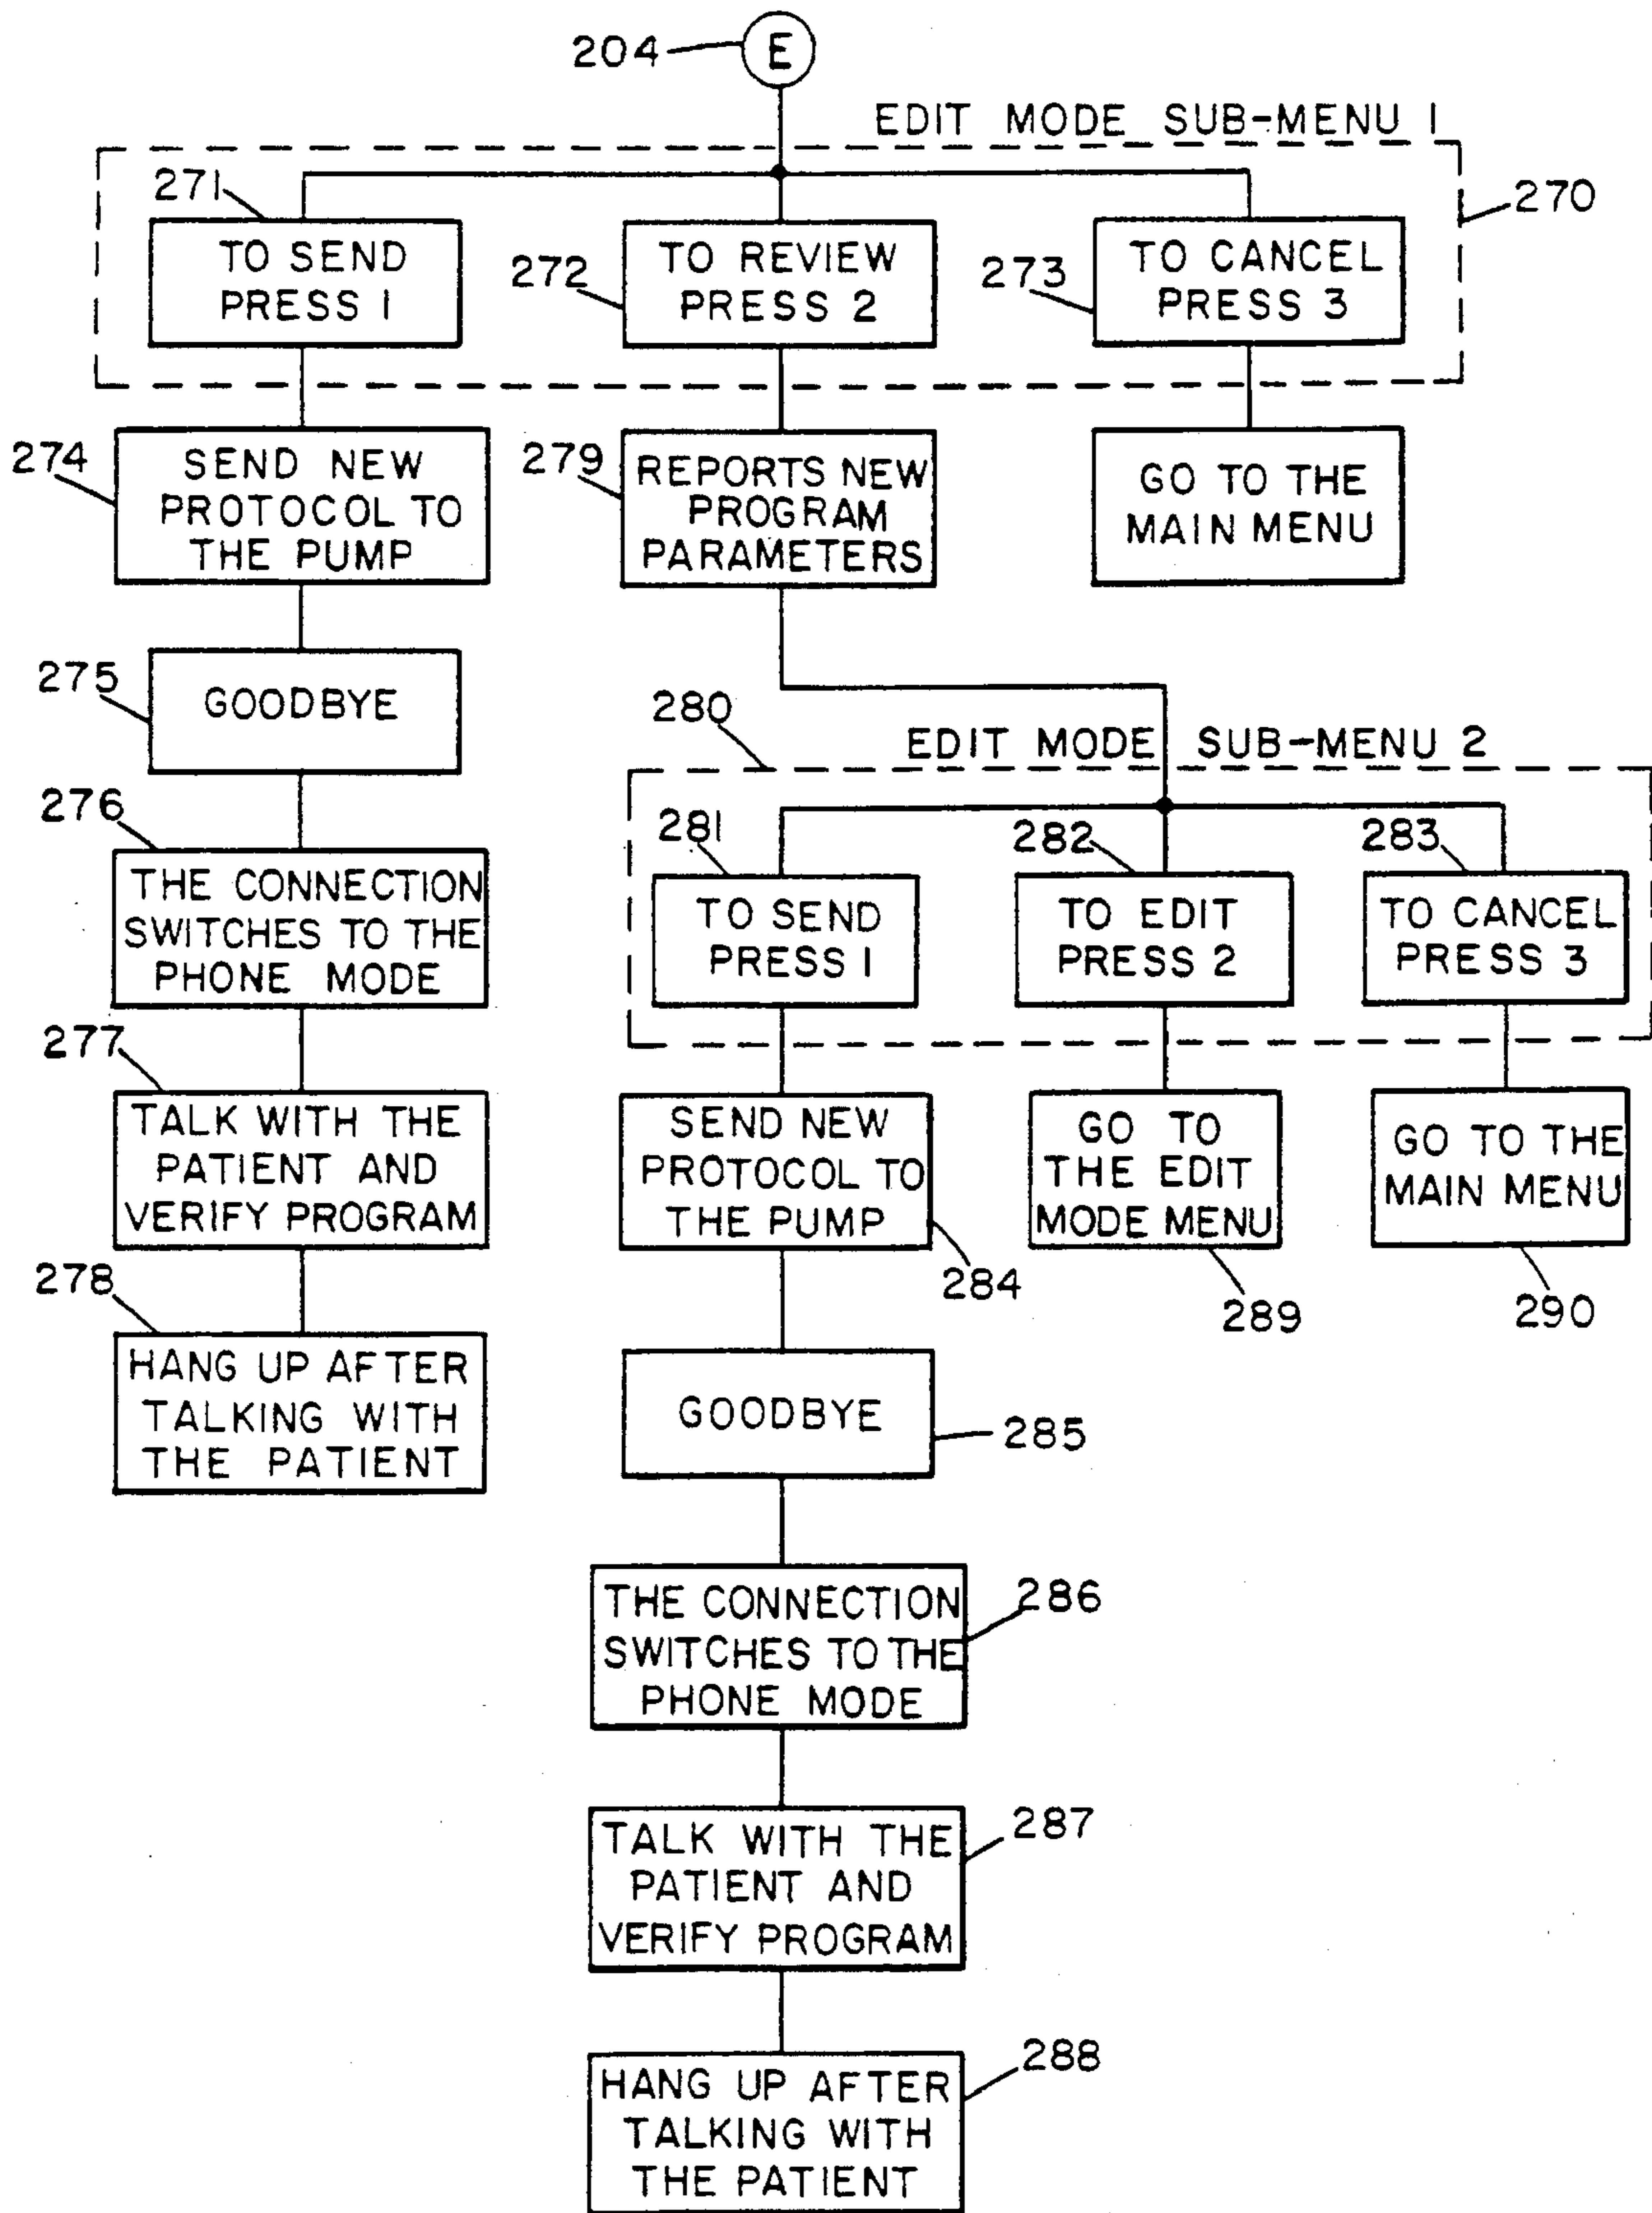 204
E
EDIT MODE SUB-MENU 1
270
271
TO SEND
PRESS 1
272
TO REVIEW
PRESS 2
273
TO CANCEL
PRESS 3
274
SEND NEW
PROTOCOL TO
THE PUMP
279
REPORTS NEW
PROGRAM
PARAMETERS
GO TO THE
MAIN MENU
275
GOODBYE
280
EDIT MODE SUB-MENU 2
276
THE CONNECTION
SWITCHES TO THE
PHONE MODE
281
TO SEND
PRESS 1
282
TO EDIT
PRESS 2
283
TO CANCEL
PRESS 3
277
TALK WITH THE
PATIENT AND
VERIFY PROGRAM
SEND NEW
PROTOCOL TO
THE PUMP
284
GO TO
THE EDIT
MODE MENU
289
GO TO THE
MAIN MENU
290
278
HANG UP AFTER
TALKING WITH
THE PATIENT
GOODBYE
285
THE CONNECTION
SWITCHES TO THE
PHONE MODE
286
TALK WITH THE
PATIENT AND
VERIFY PROGRAM
287
HANG UP AFTER
TALKING WITH
THE PATIENT
288